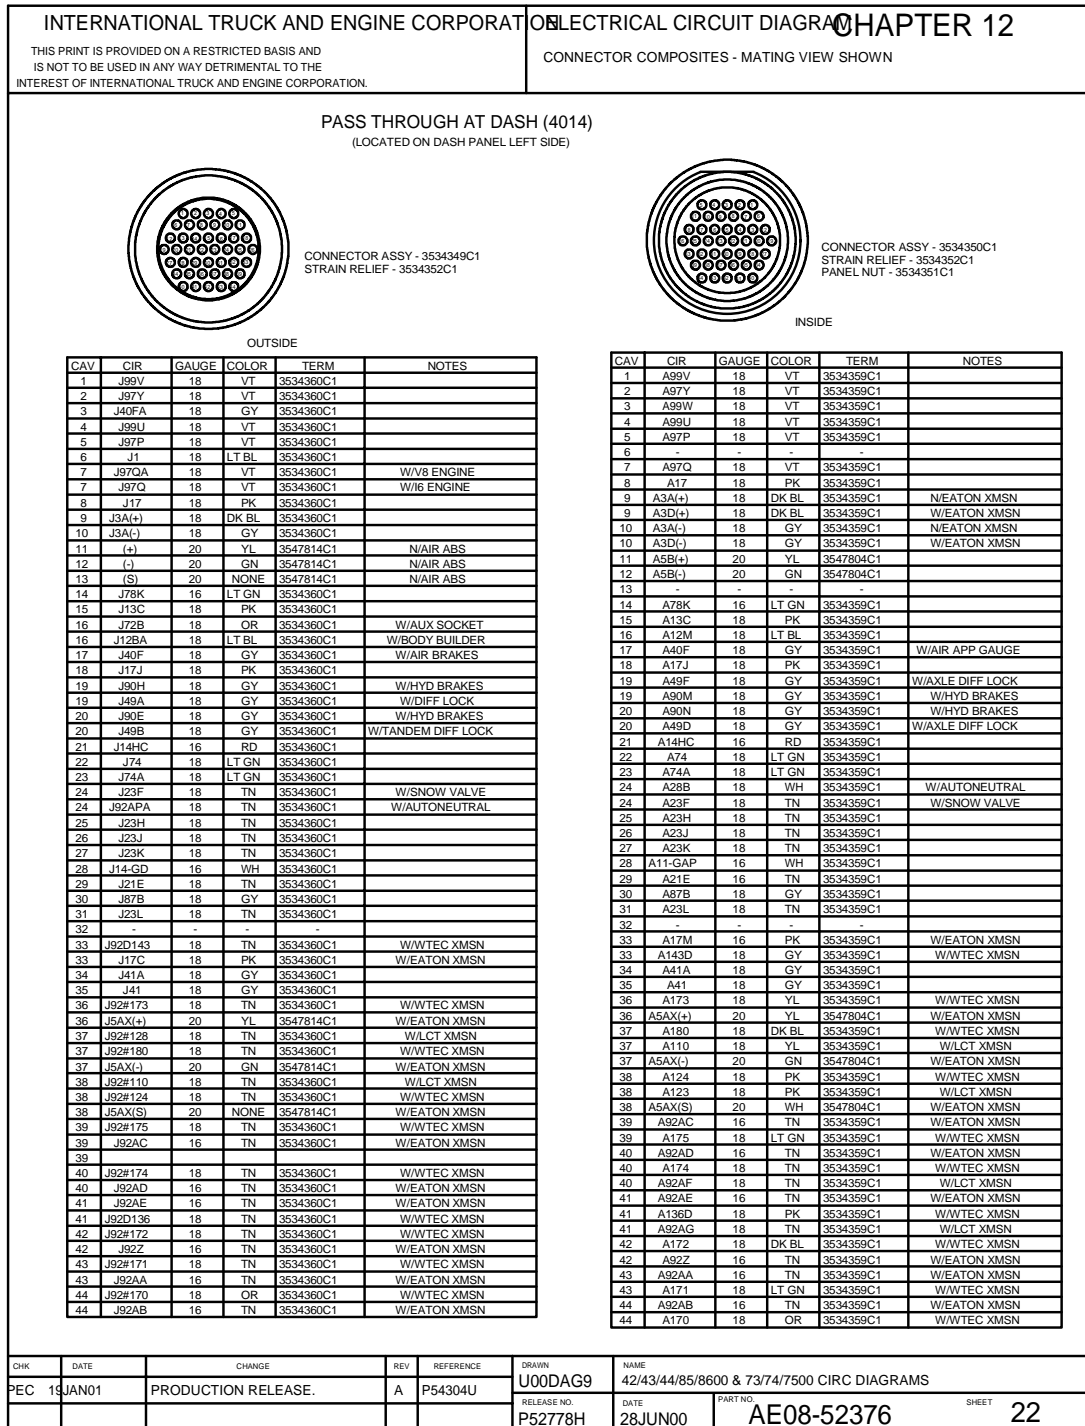 INTERNATIONAL TRUCK AND ENGINE CORPORATION
THIS PRINT IS PROVIDED ON A RESTRICTED BASIS AND
IS NOT TO BE USED IN ANY WAY DETRIMENTAL TO THE
INTEREST OF INTERNATIONAL TRUCK AND ENGINE CORPORATION.
ELECTRICAL CIRCUIT DIAGRAM
CHAPTER 12
CONNECTOR COMPOSITES - MATING VIEW SHOWN
PASS THROUGH AT DASH (4014)
(LOCATED ON DASH PANEL LEFT SIDE)
CONNECTOR ASSY - 3534349C1
STRAIN RELIEF - 3534352C1
OUTSIDE
CONNECTOR ASSY - 3534350C1
STRAIN RELIEF - 3534352C1
PANEL NUT - 3534351C1
INSIDE
CAV CIR GAUGE COLOR TERM NOTES
1 J99V 18 VT 3534360C1
2 J97Y 18 VT 3534360C1
3 J40FA 18 GY 3534360C1
4 J99U 18 VT 3534360C1
5 J97P 18 VT 3534360C1
6 J1 18 LT BL 3534360C1
7 J97QA 18 VT 3534360C1 W/V8 ENGINE
7 J97Q 18 VT 3534360C1 W/I6 ENGINE
8 J17 18 PK 3534360C1
9 J3A(+) 18 DK BL 3534360C1
10 J3A(-) 18 GY 3534360C1
11 (+) 20 YL 3547814C1 N/AIR ABS
12 (-) 20 GN 3547814C1 N/AIR ABS
13 (S) 20 NONE 3547814C1 N/AIR ABS
14 J78K 16 LT GN 3534360C1
15 J13C 18 PK 3534360C1
16 J72B 18 OR 3534360C1 W/AUX SOCKET
16 J12BA 18 LT BL 3534360C1 W/BODY BUILDER
17 J40F 18 GY 3534360C1 W/AIR BRAKES
18 J17J 18 PK 3534360C1
19 J90H 18 GY 3534360C1 W/HYD BRAKES
19 J49A 18 GY 3534360C1 W/DIFF LOCK
20 J90E 18 GY 3534360C1 W/HYD BRAKES
20 J49B 18 GY 3534360C1 W/TANDEM DIFF LOCK
21 J14HC 16 RD 3534360C1
22 J74 18 LT GN 3534360C1
23 J74A 18 LT GN 3534360C1
24 J23F 18 TN 3534360C1 W/SNOW VALVE
24 J92APA 18 TN 3534360C1 W/AUTONEUTRAL
25 J23H 18 TN 3534360C1
26 J23J 18 TN 3534360C1
27 J23K 18 TN 3534360C1
28 J14-GD 16 WH 3534360C1
29 J21E 18 TN 3534360C1
30 J87B 18 GY 3534360C1
31 J23L 18 TN 3534360C1
32 - - - -
33 J92D143 18 TN 3534360C1 W/WTEC XMSN
33 J17C 18 PK 3534360C1 W/EATON XMSN
34 J41A 18 GY 3534360C1
35 J41 18 GY 3534360C1
36 J92#173 18 TN 3534360C1 W/WTEC XMSN
36 J5AX(+) 20 YL 3547814C1 W/EATON XMSN
37 J92#128 18 TN 3534360C1 W/LCT XMSN
37 J92#180 18 TN 3534360C1 W/WTEC XMSN
37 J5AX(-) 20 GN 3547814C1 W/EATON XMSN
38 J92#110 18 TN 3534360C1 W/LCT XMSN
38 J92#124 18 TN 3534360C1 W/WTEC XMSN
38 J5AX(S) 20 NONE 3547814C1 W/EATON XMSN
39 J92#175 18 TN 3534360C1 W/WTEC XMSN
39 J92AC 16 TN 3534360C1 W/EATON XMSN
39
40 J92#174 18 TN 3534360C1 W/WTEC XMSN
40 J92AD 16 TN 3534360C1 W/EATON XMSN
41 J92AE 16 TN 3534360C1 W/EATON XMSN
41 J92D136 18 TN 3534360C1 W/WTEC XMSN
42 J92#172 18 TN 3534360C1 W/WTEC XMSN
42 J92Z 16 TN 3534360C1 W/EATON XMSN
43 J92#171 18 TN 3534360C1 W/WTEC XMSN
43 J92AA 16 TN 3534360C1 W/EATON XMSN
44 J92#170 18 OR 3534360C1 W/WTEC XMSN
44 J92AB 16 TN 3534360C1 W/EATON XMSN
CAV CIR GAUGE COLOR TERM NOTES
1 A99V 18 VT 3534359C1
2 A97Y 18 VT 3534359C1
3 A99W 18 VT 3534359C1
4 A99U 18 VT 3534359C1
5 A97P 18 VT 3534359C1
6 - - - -
7 A97Q 18 VT 3534359C1
8 A17 18 PK 3534359C1
9 A3A(+) 18 DK BL 3534359C1 N/EATON XMSN
9 A3D(+) 18 DK BL 3534359C1 W/EATON XMSN
10 A3A(-) 18 GY 3534359C1 N/EATON XMSN
10 A3D(-) 18 GY 3534359C1 W/EATON XMSN
11 A5B(+) 20 YL 3547804C1
12 A5B(-) 20 GN 3547804C1
13 - - - -
14 A78K 16 LT GN 3534359C1
15 A13C 18 PK 3534359C1
16 A12M 18 LT BL 3534359C1
17 A40F 18 GY 3534359C1 W/AIR APP GAUGE
18 A17J 18 PK 3534359C1
19 A49F 18 GY 3534359C1 W/AXLE DIFF LOCK
19 A90M 18 GY 3534359C1 W/HYD BRAKES
20 A90N 18 GY 3534359C1 W/HYD BRAKES
20 A49D 18 GY 3534359C1 W/AXLE DIFF LOCK
21 A14HC 16 RD 3534359C1
22 A74 18 LT GN 3534359C1
23 A74A 18 LT GN 3534359C1
24 A28B 18 WH 3534359C1 W/AUTONEUTRAL
24 A23F 18 TN 3534359C1 W/SNOW VALVE
25 A23H 18 TN 3534359C1
26 A23J 18 TN 3534359C1
27 A23K 18 TN 3534359C1
28 A11-GAP 16 WH 3534359C1
29 A21E 16 TN 3534359C1
30 A87B 18 GY 3534359C1
31 A23L 18 TN 3534359C1
32 - - - -
33 A17M 16 PK 3534359C1 W/EATON XMSN
33 A143D 18 GY 3534359C1 W/WTEC XMSN
34 A41A 18 GY 3534359C1
35 A41 18 GY 3534359C1
36 A173 18 YL 3534359C1 W/WTEC XMSN
36 A5AX(+) 20 YL 3547804C1 W/EATON XMSN
37 A180 18 DK BL 3534359C1 W/WTEC XMSN
37 A110 18 YL 3534359C1 W/LCT XMSN
37 A5AX(-) 20 GN 3547804C1 W/EATON XMSN
38 A124 18 PK 3534359C1 W/WTEC XMSN
38 A123 18 PK 3534359C1 W/LCT XMSN
38 A5AX(S) 20 WH 3547804C1 W/EATON XMSN
39 A92AC 16 TN 3534359C1 W/EATON XMSN
39 A175 18 LT GN 3534359C1 W/WTEC XMSN
40 A92AD 16 TN 3534359C1 W/EATON XMSN
40 A174 18 TN 3534359C1 W/WTEC XMSN
40 A92AF 18 TN 3534359C1 W/LCT XMSN
41 A92AE 16 TN 3534359C1 W/EATON XMSN
41 A136D 18 PK 3534359C1 W/WTEC XMSN
41 A92AG 18 TN 3534359C1 W/LCT XMSN
42 A172 18 DK BL 3534359C1 W/WTEC XMSN
42 A92Z 16 TN 3534359C1 W/EATON XMSN
43 A92AA 16 TN 3534359C1 W/EATON XMSN
43 A171 18 LT GN 3534359C1 W/WTEC XMSN
44 A92AB 16 TN 3534359C1 W/EATON XMSN
44 A170 18 OR 3534359C1 W/WTEC XMSN
CHK DATE CHANGE REV REFERENCE
PEC 19JAN01 PRODUCTION RELEASE. A P54304U
DRAWN
U00DAG9
NAME
42/43/44/85/8600 & 73/74/7500 CIRC DIAGRAMS
RELEASE NO.
P52778H
DATE
28JUN00
PART NO.
AE08-52376
SHEET
22